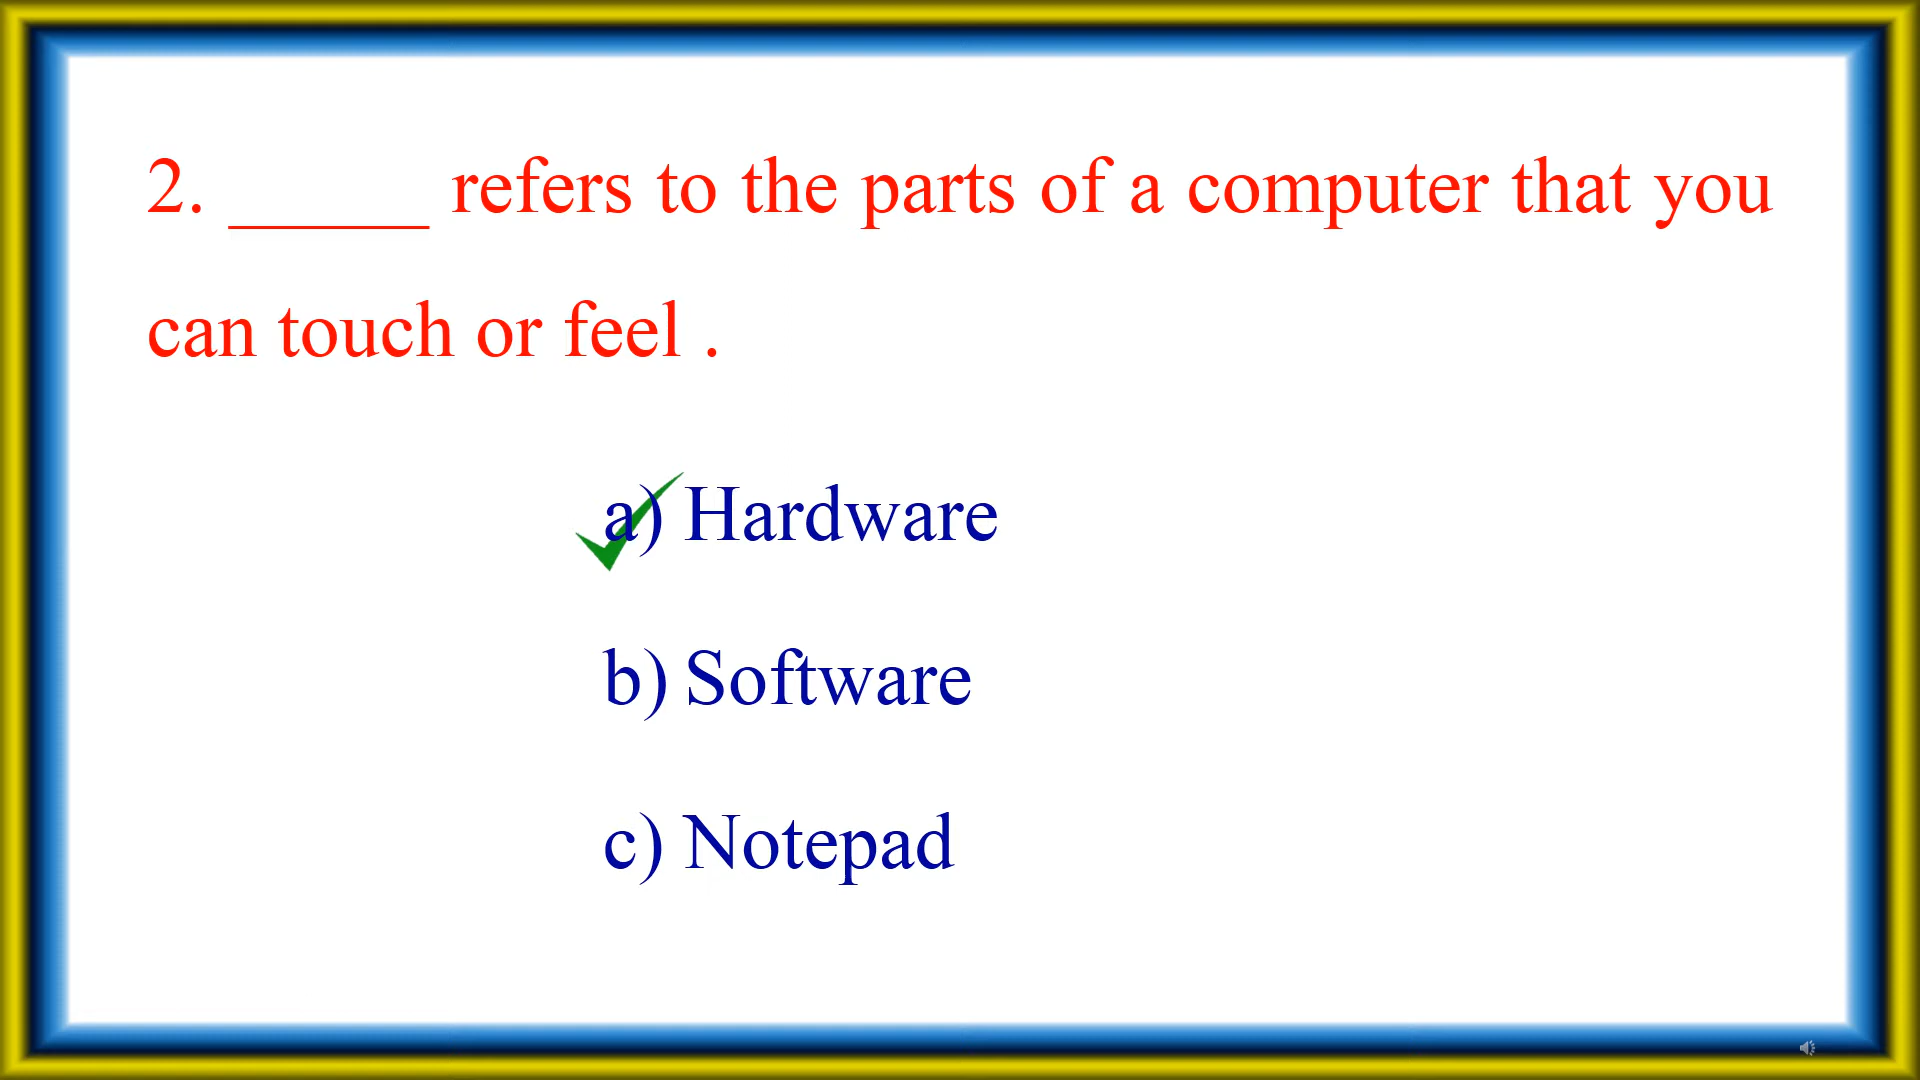 2. ______ refers to the parts of a computer that you
can touch or feel .
a) Hardware
b) Software
c) Notepad